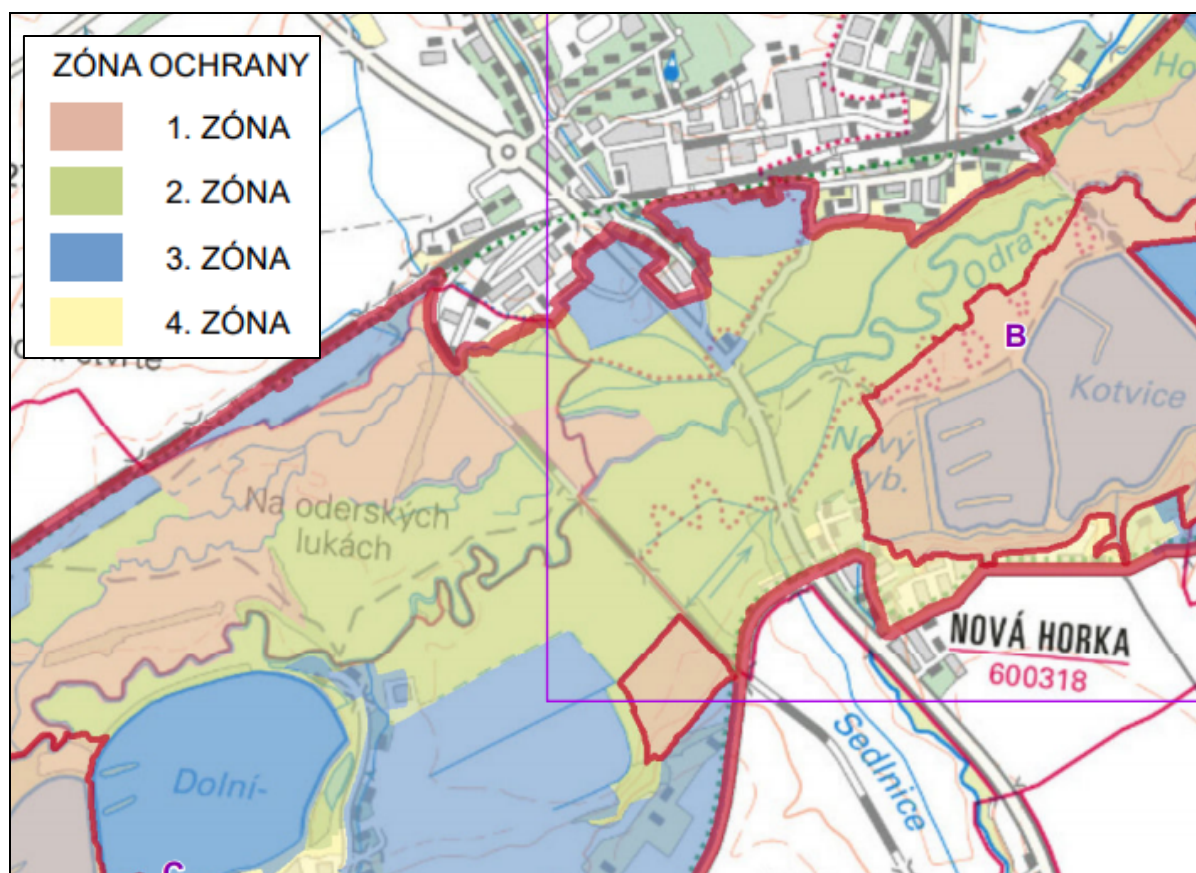 ZÓNA OCHRANY
1. ZÓNA
2. ZÓNA
3. ZÓNA
4. ZÓNA
Ho
Odra
B
Kotvice
Nový
ryb.
Na oderských
lukách
NOVÁ HORKA
600318
Sedlnice
Dolní-
C